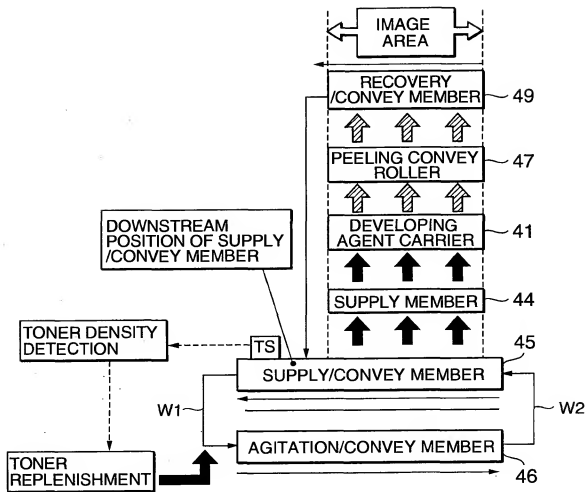 IMAGE
AREA
RECOVERY
/CONVEY MEMBER
49
PEELING CONVEY
ROLLER
47
DOWNSTREAM
POSITION OF SUPPLY
/CONVEY MEMBER
DEVELOPING
AGENT CARRIER
41
SUPPLY MEMBER
44
TONER DENSITY
DETECTION
TS
45
SUPPLY/CONVEY MEMBER
W1
W2
AGITATION/CONVEY MEMBER
46
TONER
REPLENISHMENT